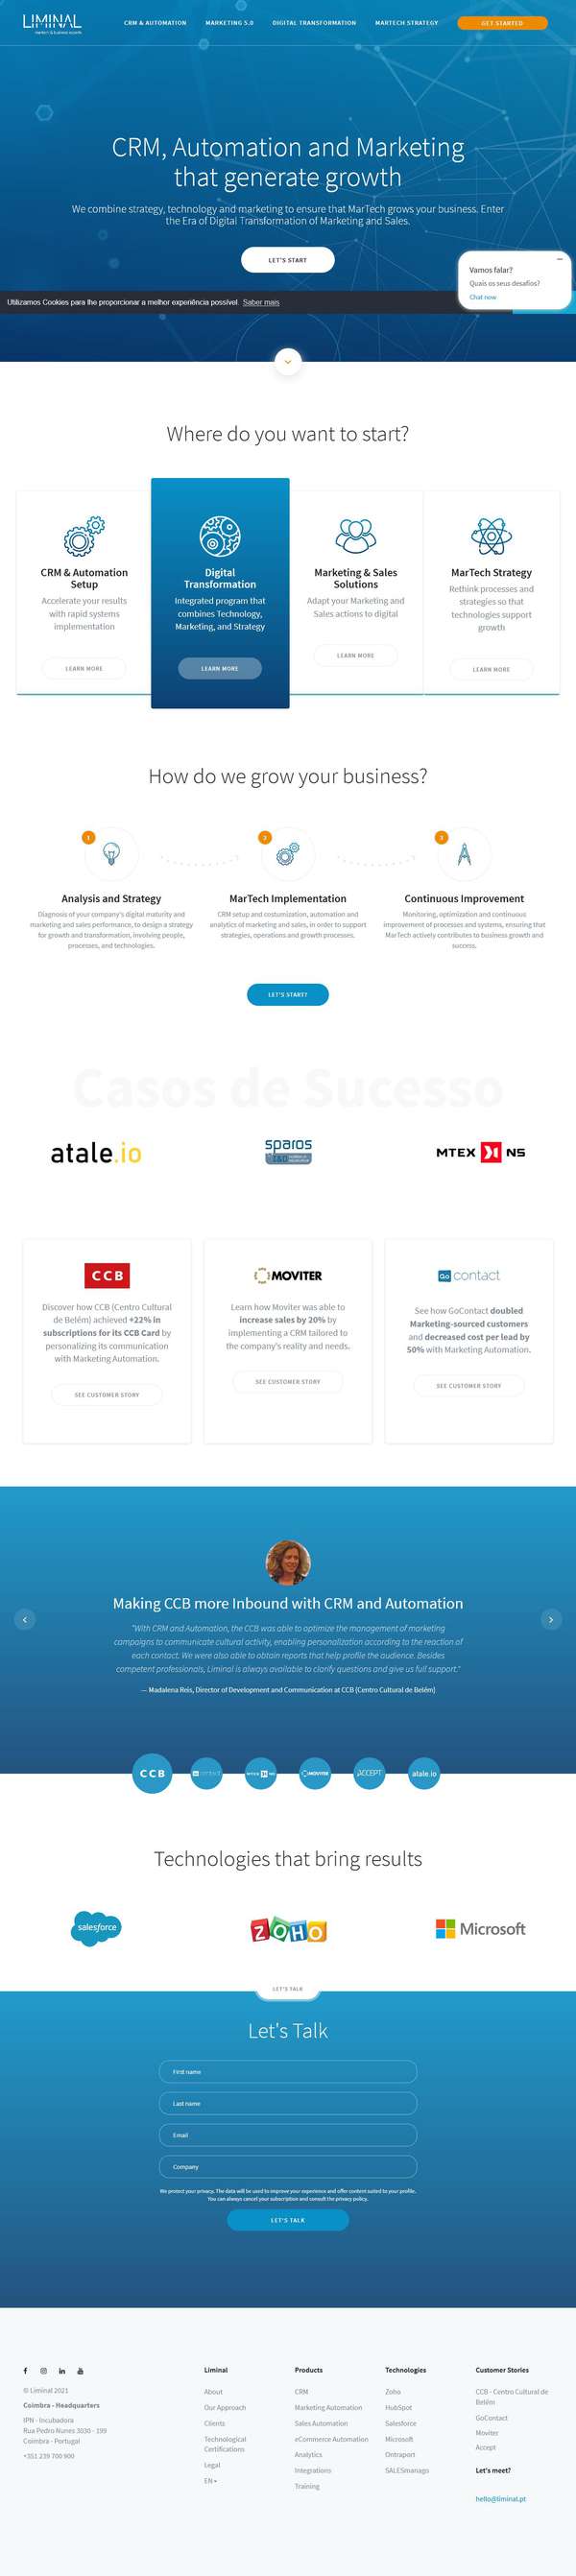 LIMINAL
martech & business experts
CRM & AUTOMATION
MARKETING 5.0
DIGITAL TRANSFORMATION
MARTECH STRATEGY
GET STARTED
CRM, Automation and Marketing
that generate growth
We combine strategy, technology and marketing to ensure that MarTech grows your business. Enter
the Era of Digital Transformation of Marketing and Sales.
LET'S START
Vamos falar?
Quais os seus desafios?
Chat now
Utilizamos Cookies para lhe proporcionar a melhor experiência possível. Saber mais
Where do you want to start?
CRM & Automation
Setup
Accelerate your results
with rapid systems
implementation
LEARN MORE
Digital
Transformation
Integrated program that
combines Technology,
Marketing, and Strategy
LEARN MORE
Marketing & Sales
Solutions
Adapt your Marketing and
Sales actions to digital
LEARN MORE
MarTech Strategy
Rethink processes and
strategies so that
technologies support
growth
LEARN MORE
How do we grow your business?
1
2
3
Analysis and Strategy
Diagnosis of your company's digital maturity and
marketing and sales performance, to design a strategy
for growth and transformation, involving people,
processes, and technologies.
MarTech Implementation
CRM setup and costumization, automation and
analytics of marketing and sales, in order to support
strategies, operations and growth processes.
Continuous Improvement
Monitoring, optimization and continuous
improvement of processes and systems, ensuring that
MarTech actively contributes to business growth and
success.
LET'S START?
Casos de Sucesso
atale.io
sparos
MTEX NS
CCB
Discover how CCB (Centro Cultural
de Belém) achieved +22% in
subscriptions for its CCB Card by
personalizing its communication
with Marketing Automation.
SEE CUSTOMER STORY
MOVITER
Learn how Moviter was able to
increase sales by 20% by
implementing a CRM tailored to
the company's reality and needs.
SEE CUSTOMER STORY
Go contact
See how GoContact doubled
Marketing-sourced customers
and decreased cost per lead by
50% with Marketing Automation.
SEE CUSTOMER STORY
Making CCB more Inbound with CRM and Automation
"With CRM and Automation, the CCB was able to optimize the management of marketing
campaigns to communicate cultural activity, enabling personalization according to the reaction of
each contact. We were also able to obtain reports that help profile the audience. Besides
competent professionals, Liminal is always available to clarify questions and give us full support."
— Madalena Reis, Director of Development and Communication at CCB (Centro Cultural de Belém)
CCB
contact
MTEX NS
MOVITER
ACCEPT
atale.io
Technologies that bring results
salesforce
ZOHO
Microsoft
LET'S TALK
Let's Talk
First name
Last name
Email
Company
We protect your privacy. The data will be used to improve your experience and offer content suited to your profile.
You can always cancel your subscription and consult the privacy policy.
LET'S TALK
© Liminal 2021
Coimbra - Headquarters
IPN - Incubadora
Rua Pedro Nunes 3030 - 199
Coimbra - Portugal
+351 239 700 900
Liminal
About
Our Approach
Clients
Technological
Certifications
Legal
EN
Products
CRM
Marketing Automation
Sales Automation
eCommerce Automation
Analytics
Integrations
Training
Technologies
Zoho
HubSpot
Salesforce
Microsoft
Ontraport
SALESmanago
Customer Stories
CCB - Centro Cultural de
Belém
GoContact
Moviter
Accept
Let's meet?
hello@liminal.pt